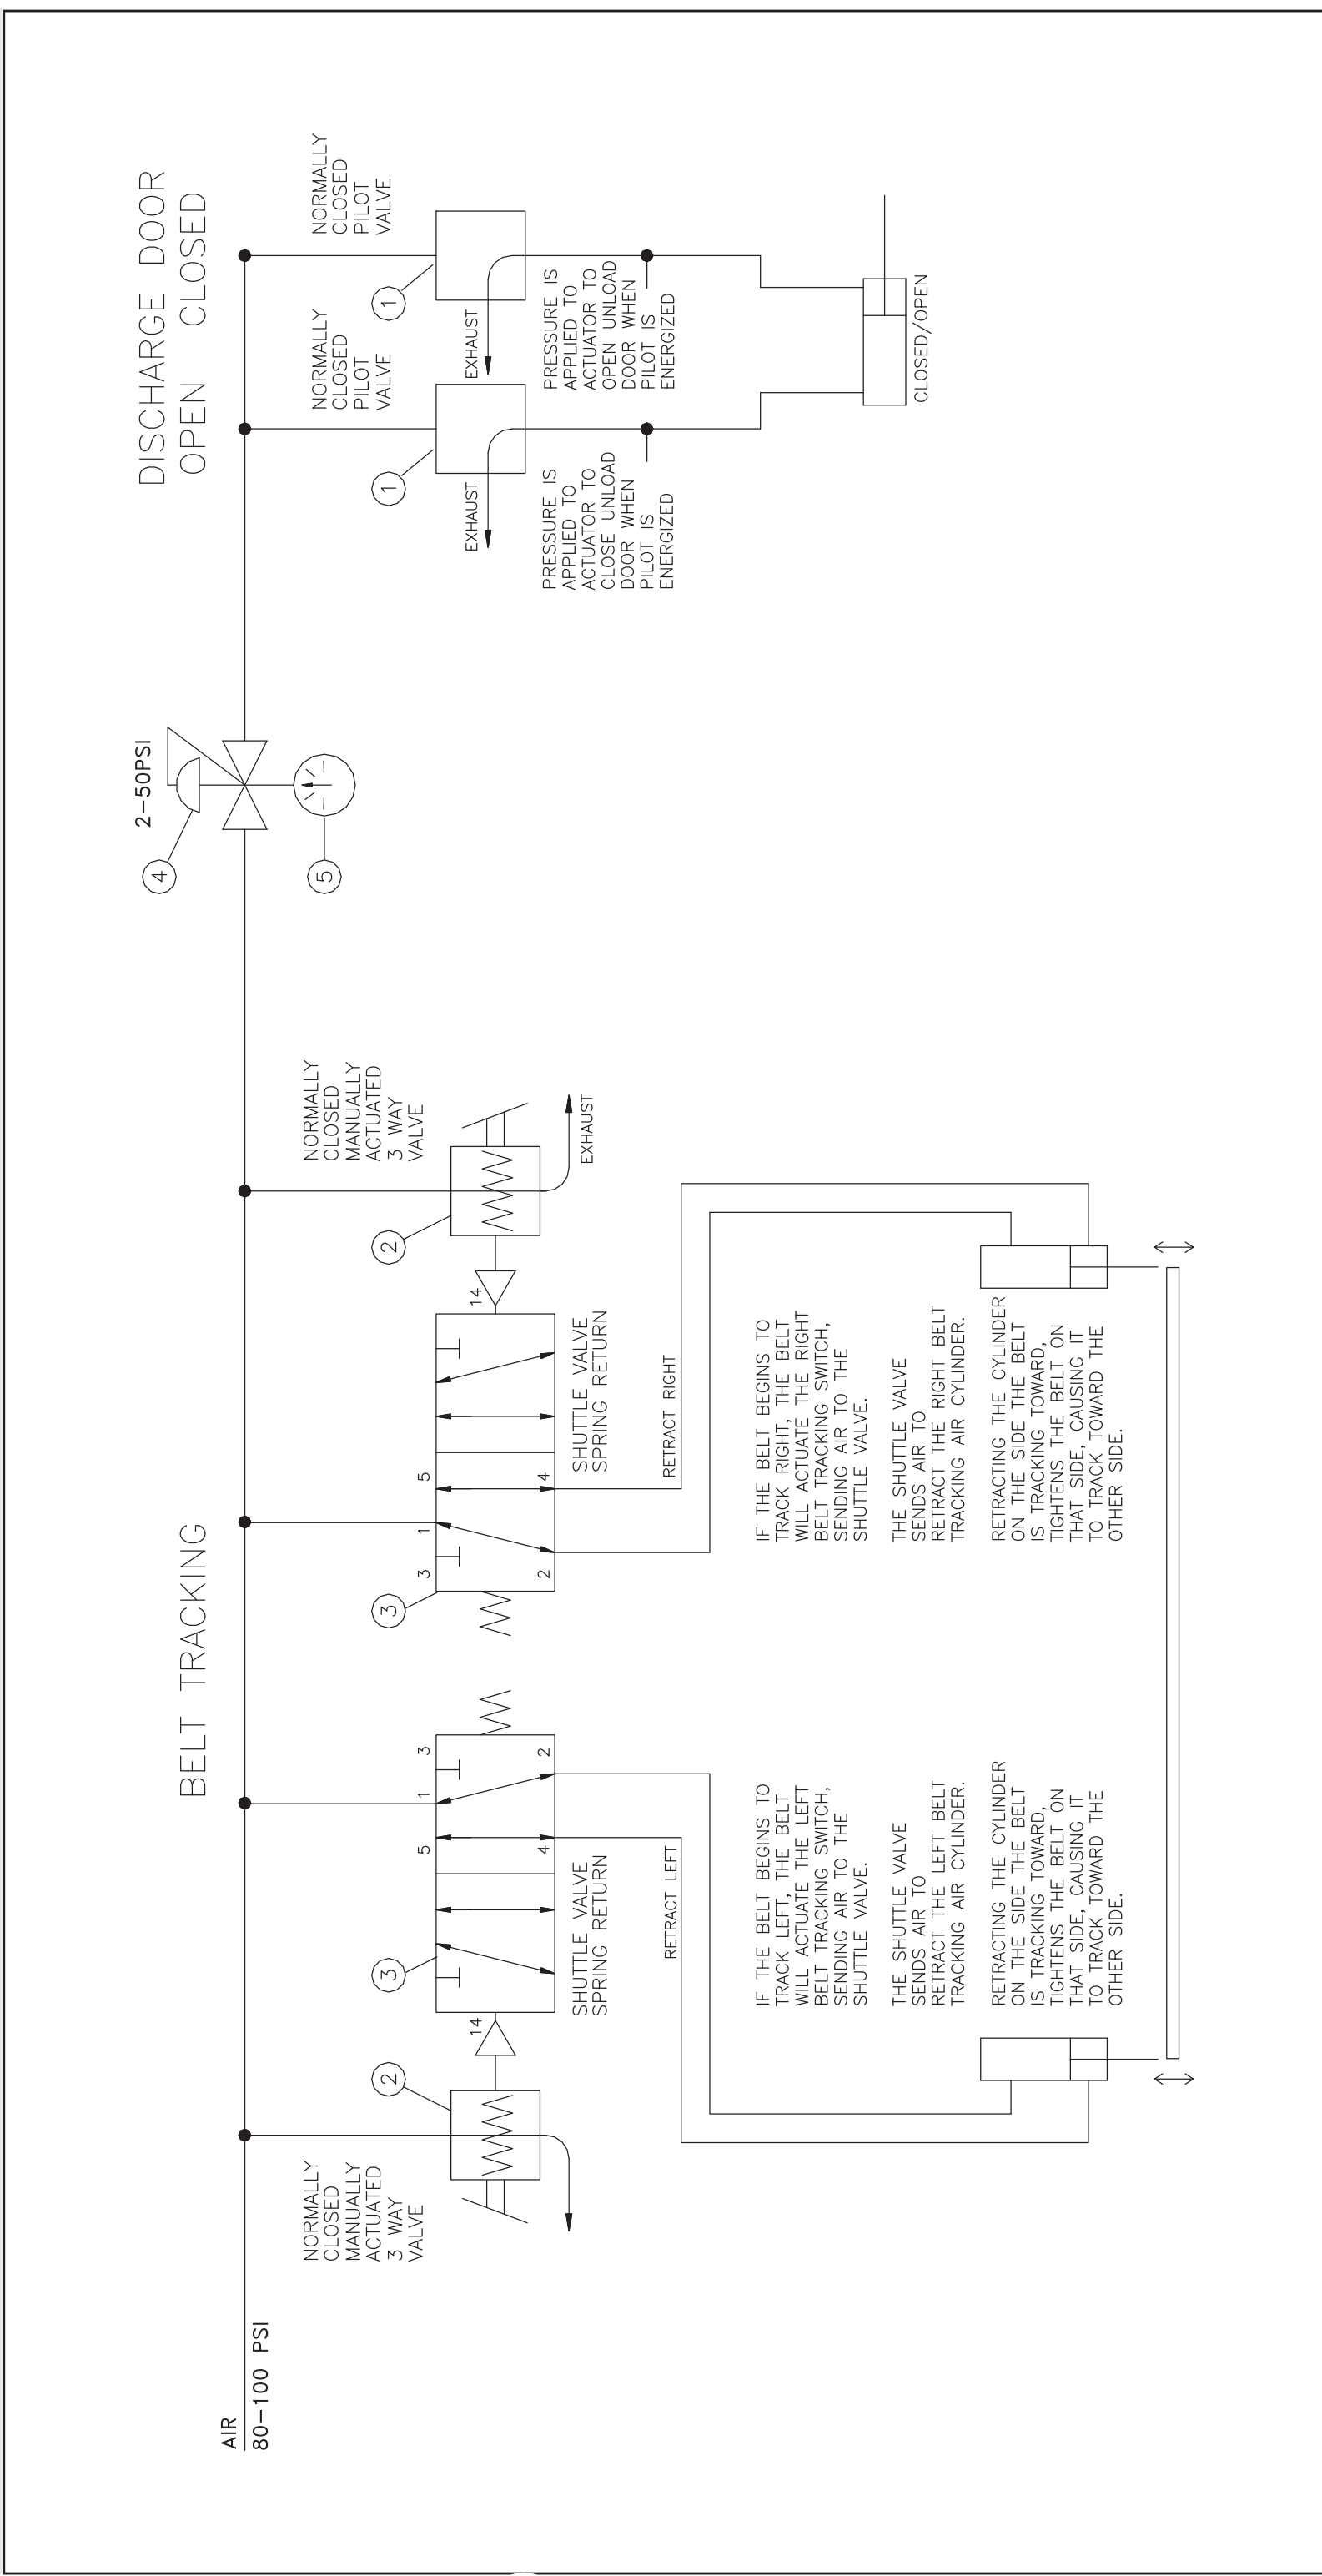 BELT TRACKING
DISCHARGE DOOR
OPEN CLOSED
AIR
80-100 PSI
NORMALLY
CLOSED
MANUALLY
ACTUATED
3 WAY
VALVE
2
14
3
5
1
3
4
2
SHUTTLE VALVE
SPRING RETURN
RETRACT LEFT
IF THE BELT BEGINS TO
TRACK LEFT, THE BELT
WILL ACTUATE THE LEFT
BELT TRACKING SWITCH,
SENDING AIR TO THE
SHUTTLE VALVE.
THE SHUTTLE VALVE
SENDS AIR TO
RETRACT THE LEFT BELT
TRACKING AIR CYLINDER.
RETRACTING THE CYLINDER
ON THE SIDE THE BELT
IS TRACKING TOWARD,
TIGHTENS THE BELT ON
THAT SIDE, CAUSING IT
TO TRACK TOWARD THE
OTHER SIDE.
3
3
1
5
2
4
14
SHUTTLE VALVE
SPRING RETURN
RETRACT RIGHT
NORMALLY
CLOSED
MANUALLY
ACTUATED
3 WAY
VALVE
2
EXHAUST
IF THE BELT BEGINS TO
TRACK RIGHT, THE BELT
WILL ACTUATE THE RIGHT
BELT TRACKING SWITCH,
SENDING AIR TO THE
SHUTTLE VALVE.
THE SHUTTLE VALVE
SENDS AIR TO
RETRACT THE RIGHT BELT
TRACKING AIR CYLINDER.
RETRACTING THE CYLINDER
ON THE SIDE THE BELT
IS TRACKING TOWARD,
TIGHTENS THE BELT ON
THAT SIDE, CAUSING IT
TO TRACK TOWARD THE
OTHER SIDE.
2-50PSI
4
5
NORMALLY
CLOSED
PILOT
VALVE
1
EXHAUST
PRESSURE IS
APPLIED TO
ACTUATOR TO
CLOSE UNLOAD
DOOR WHEN
PILOT IS
ENERGIZED
NORMALLY
CLOSED
PILOT
VALVE
1
EXHAUST
PRESSURE IS
APPLIED TO
ACTUATOR TO
OPEN UNLOAD
DOOR WHEN
PILOT IS
ENERGIZED
CLOSED/OPEN